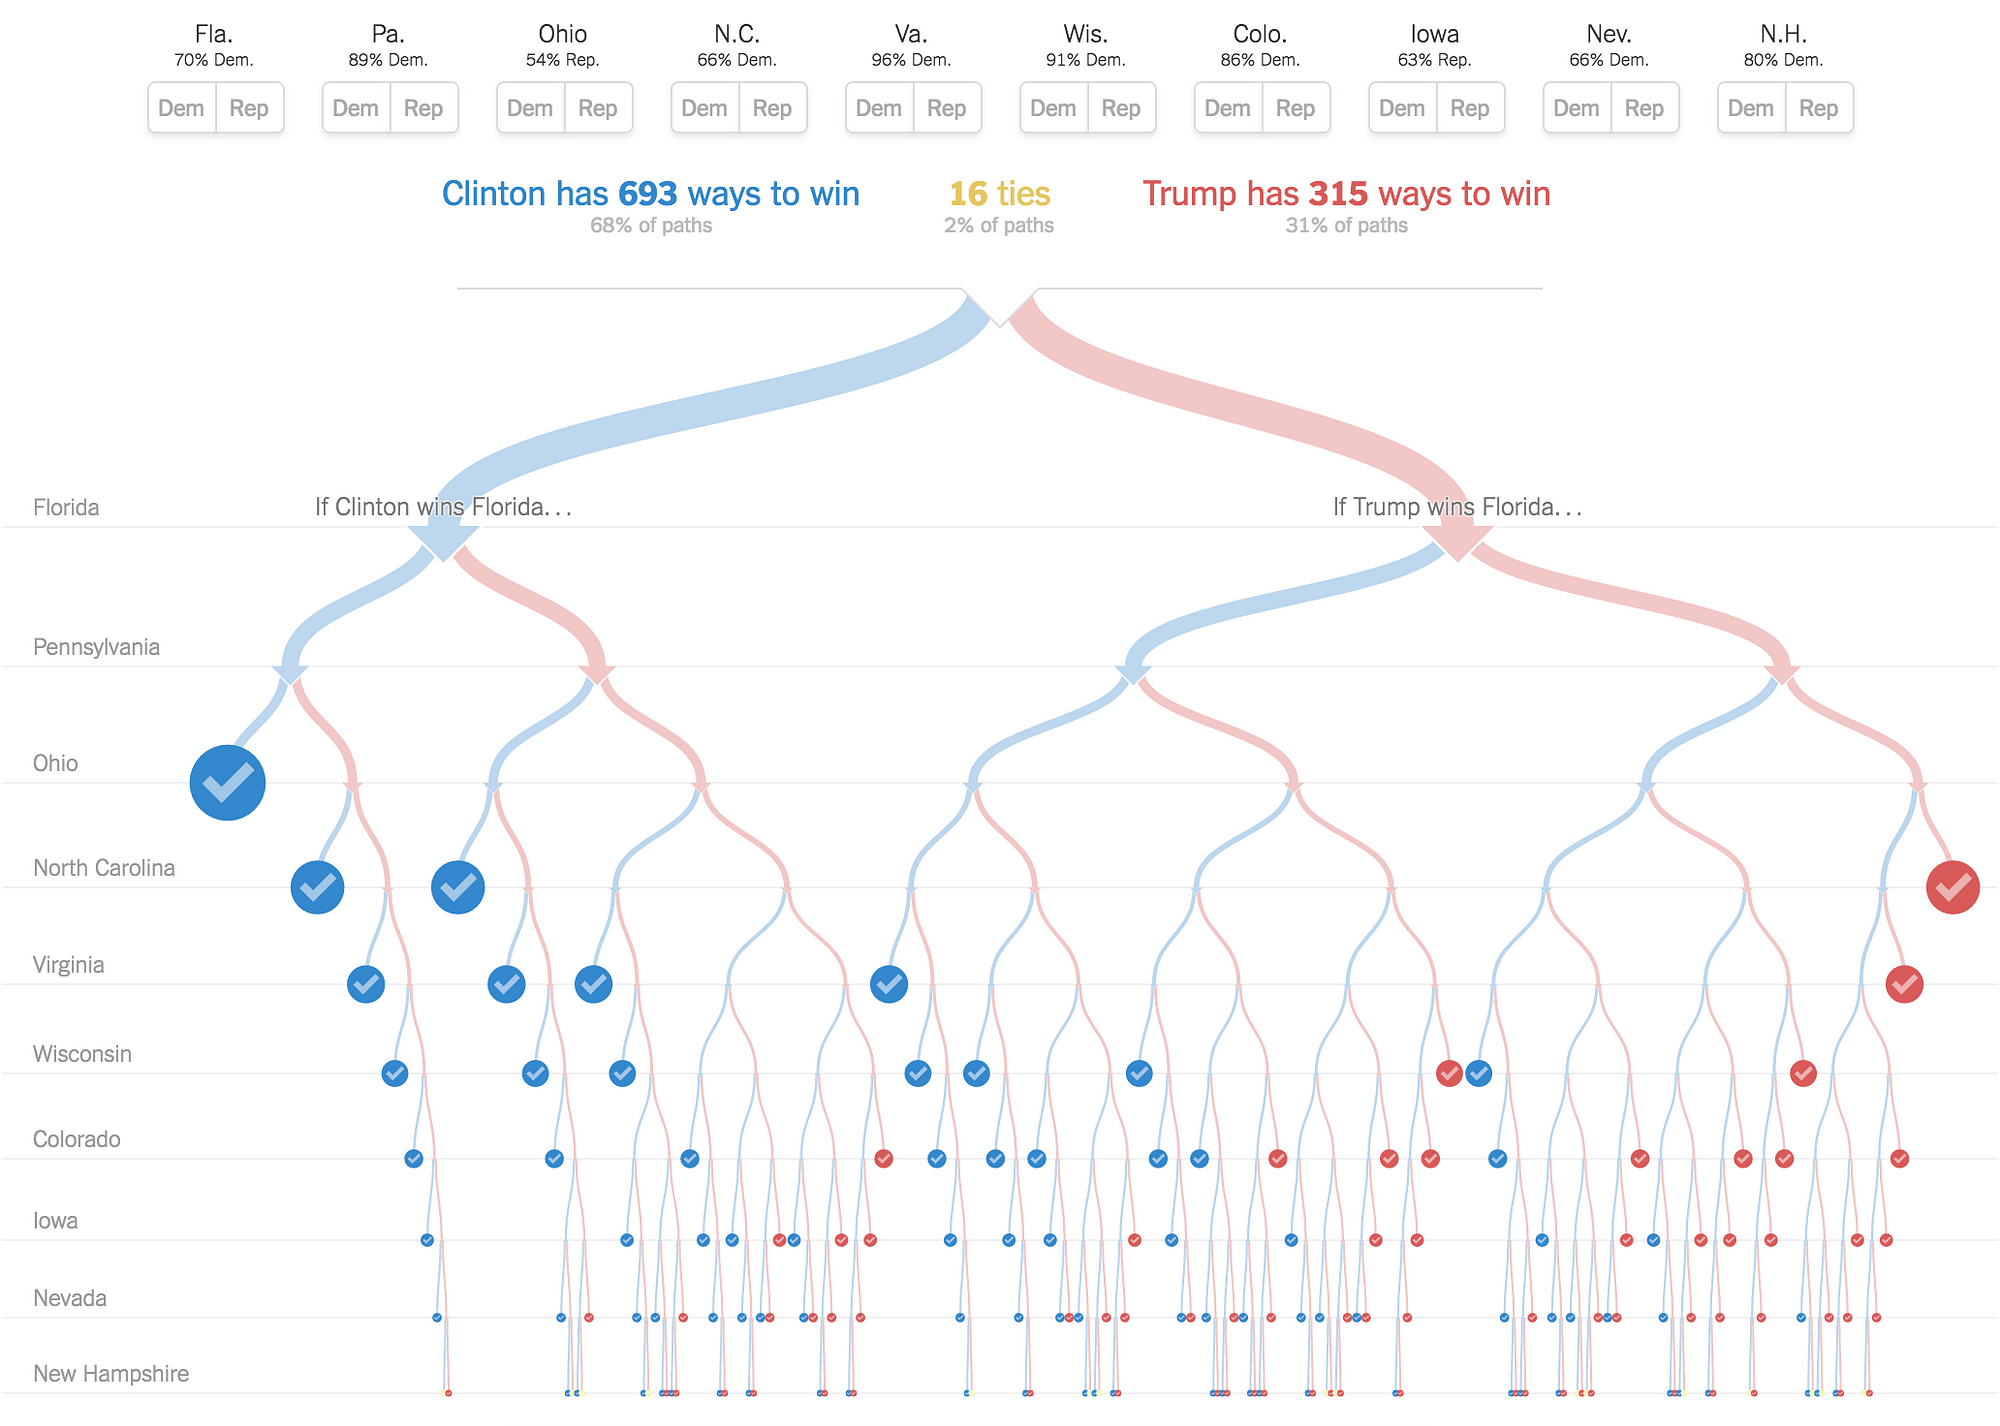 Fla. Pa. Ohio N.C. Va. Wis. Colo. Iowa Nev. N.H.
70% Dem. 89% Dem. 54% Rep. 66% Dem. 96% Dem. 91% Dem. 86% Dem. 63% Rep. 66% Dem. 80% Dem.
Dem Rep Dem Rep Dem Rep Dem Rep Dem Rep Dem Rep Dem Rep Dem Rep Dem Rep Dem Rep
Clinton has 693 ways to win 16 ties Trump has 315 ways to win
68% of paths 2% of paths 31% of paths
Florida If Clinton wins Florida... If Trump wins Florida...
Pennsylvania
Ohio
North Carolina
Virginia
Wisconsin
Colorado
Iowa
Nevada
New Hampshire